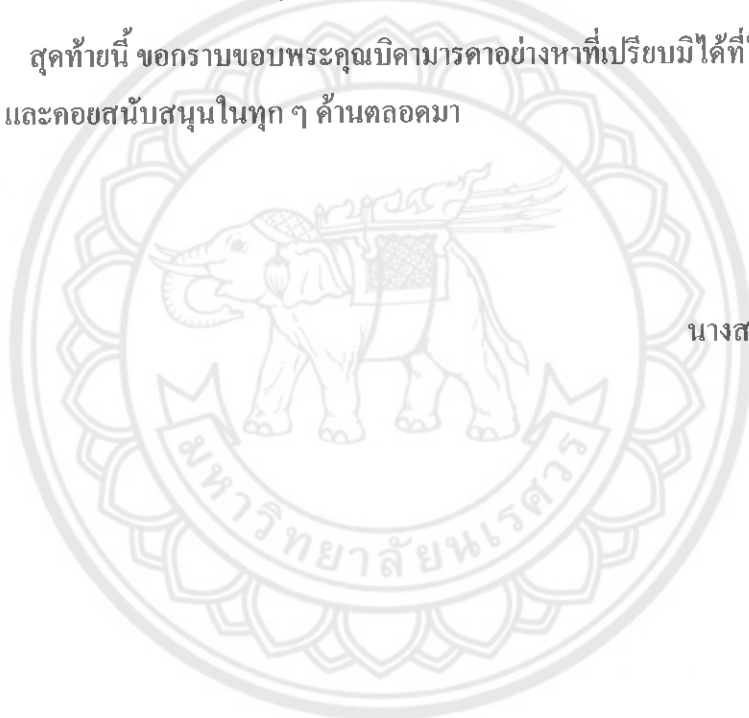 สุดท้ายนี้ ขอกราบขอบพระคุณบิดามารดาอย่างหาที่เปรียบมิได้ที่
และคอยสนับสนุนในทุก ๆ ด้านตลอดมา
นางส
มหาวิทยาลัยนเรศวร